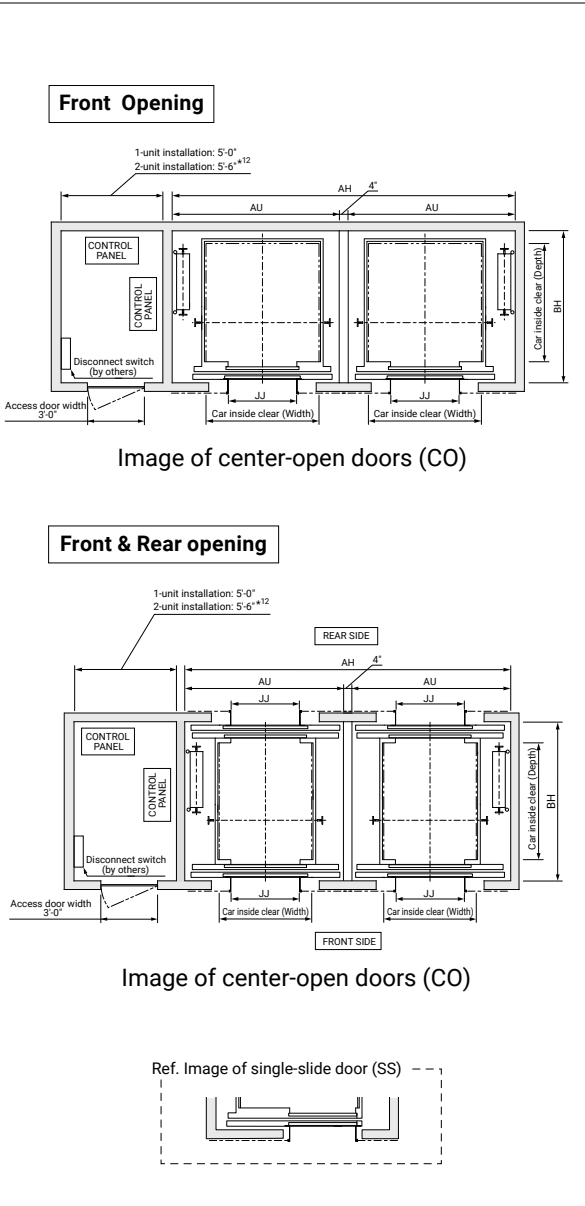 Front Opening
1-unit installation: 5'-0"
2-unit installation: 5'-6"*12
AH
4"
AU
AU
CONTROL
PANEL
CONTROL
PANEL
Car inside clear (Depth)
BH
Disconnect switch
(by others)
Access door width
3'-0"
JJ
JJ
Car inside clear (Width)
Car inside clear (Width)
Image of center-open doors (CO)
Front & Rear opening
1-unit installation: 5'-0"
2-unit installation: 5'-6"*12
REAR SIDE
AH
4"
AU
AU
JJ
JJ
CONTROL
PANEL
CONTROL
PANEL
Car inside clear (Depth)
BH
Disconnect switch
(by others)
Access door width
3'-0"
JJ
JJ
Car inside clear (Width)
Car inside clear (Width)
FRONT SIDE
Image of center-open doors (CO)
Ref. Image of single-slide door (SS)